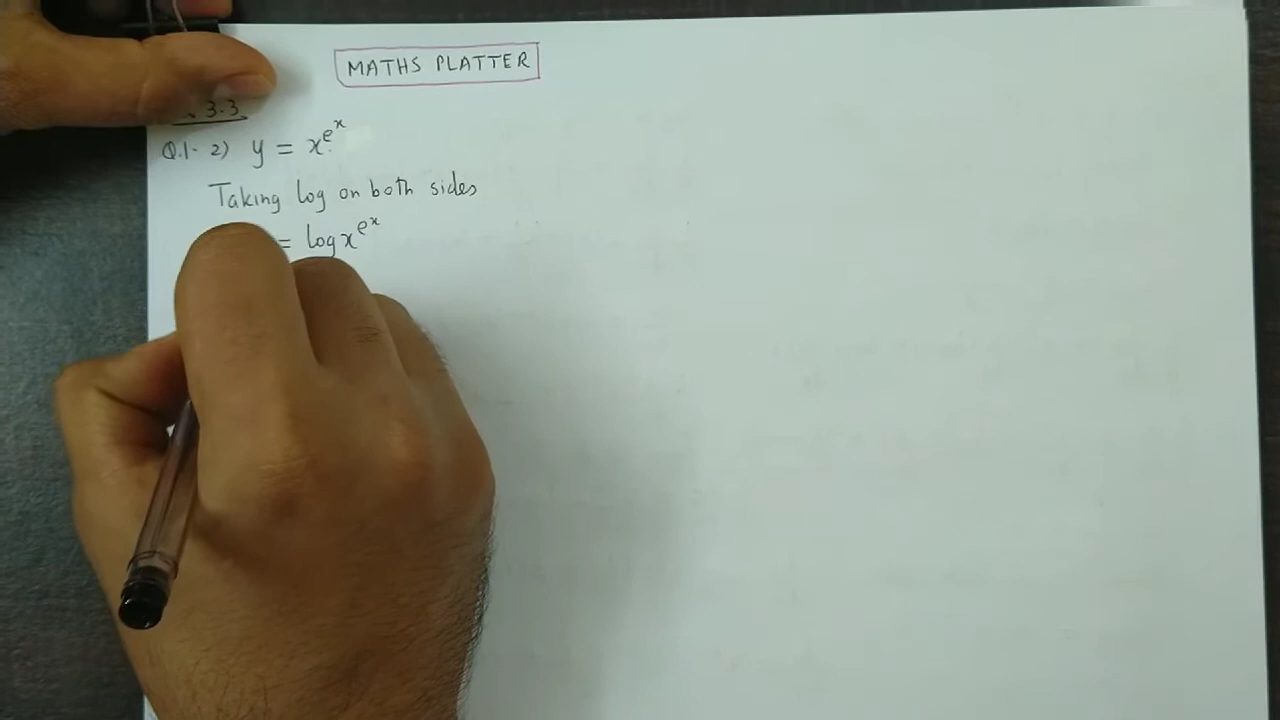 MATHS PLATTER
3.3
Q.1- 2) y = x^{e^x}
Taking log on both sides
= log x^{e^x}